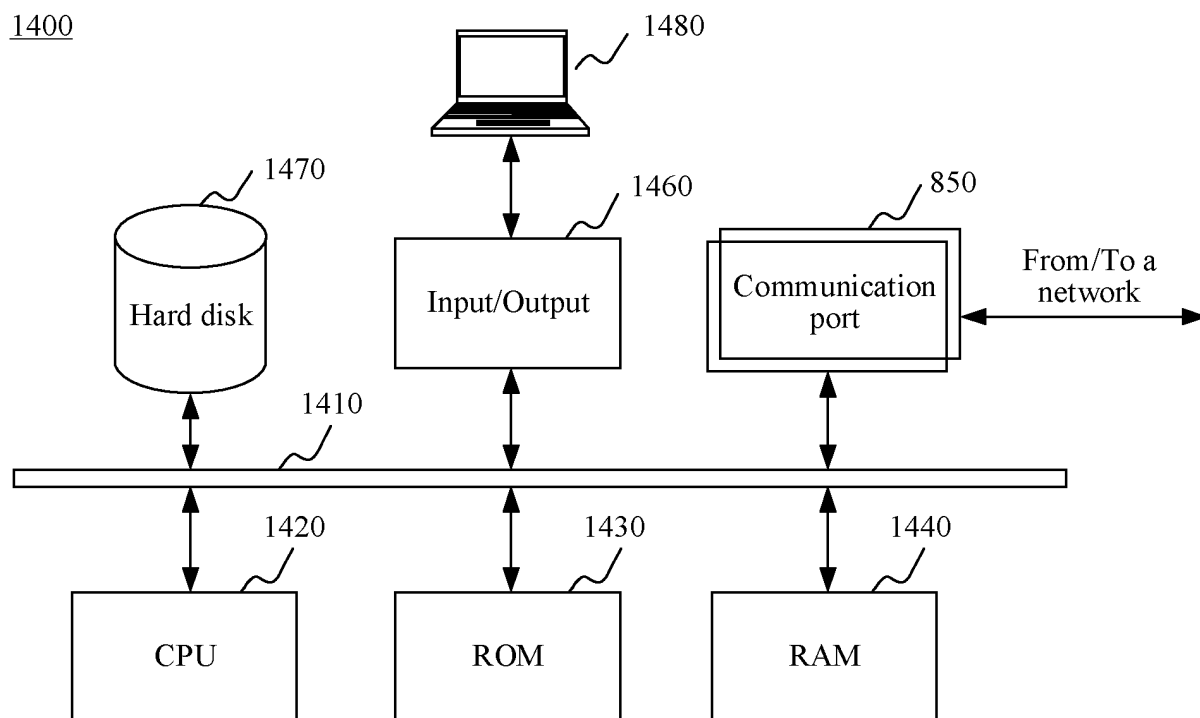 1400
1480
1470
1460
850
Hard disk
Input/Output
Communication
port
From/To a
network
1410
1420
1430
1440
CPU
ROM
RAM